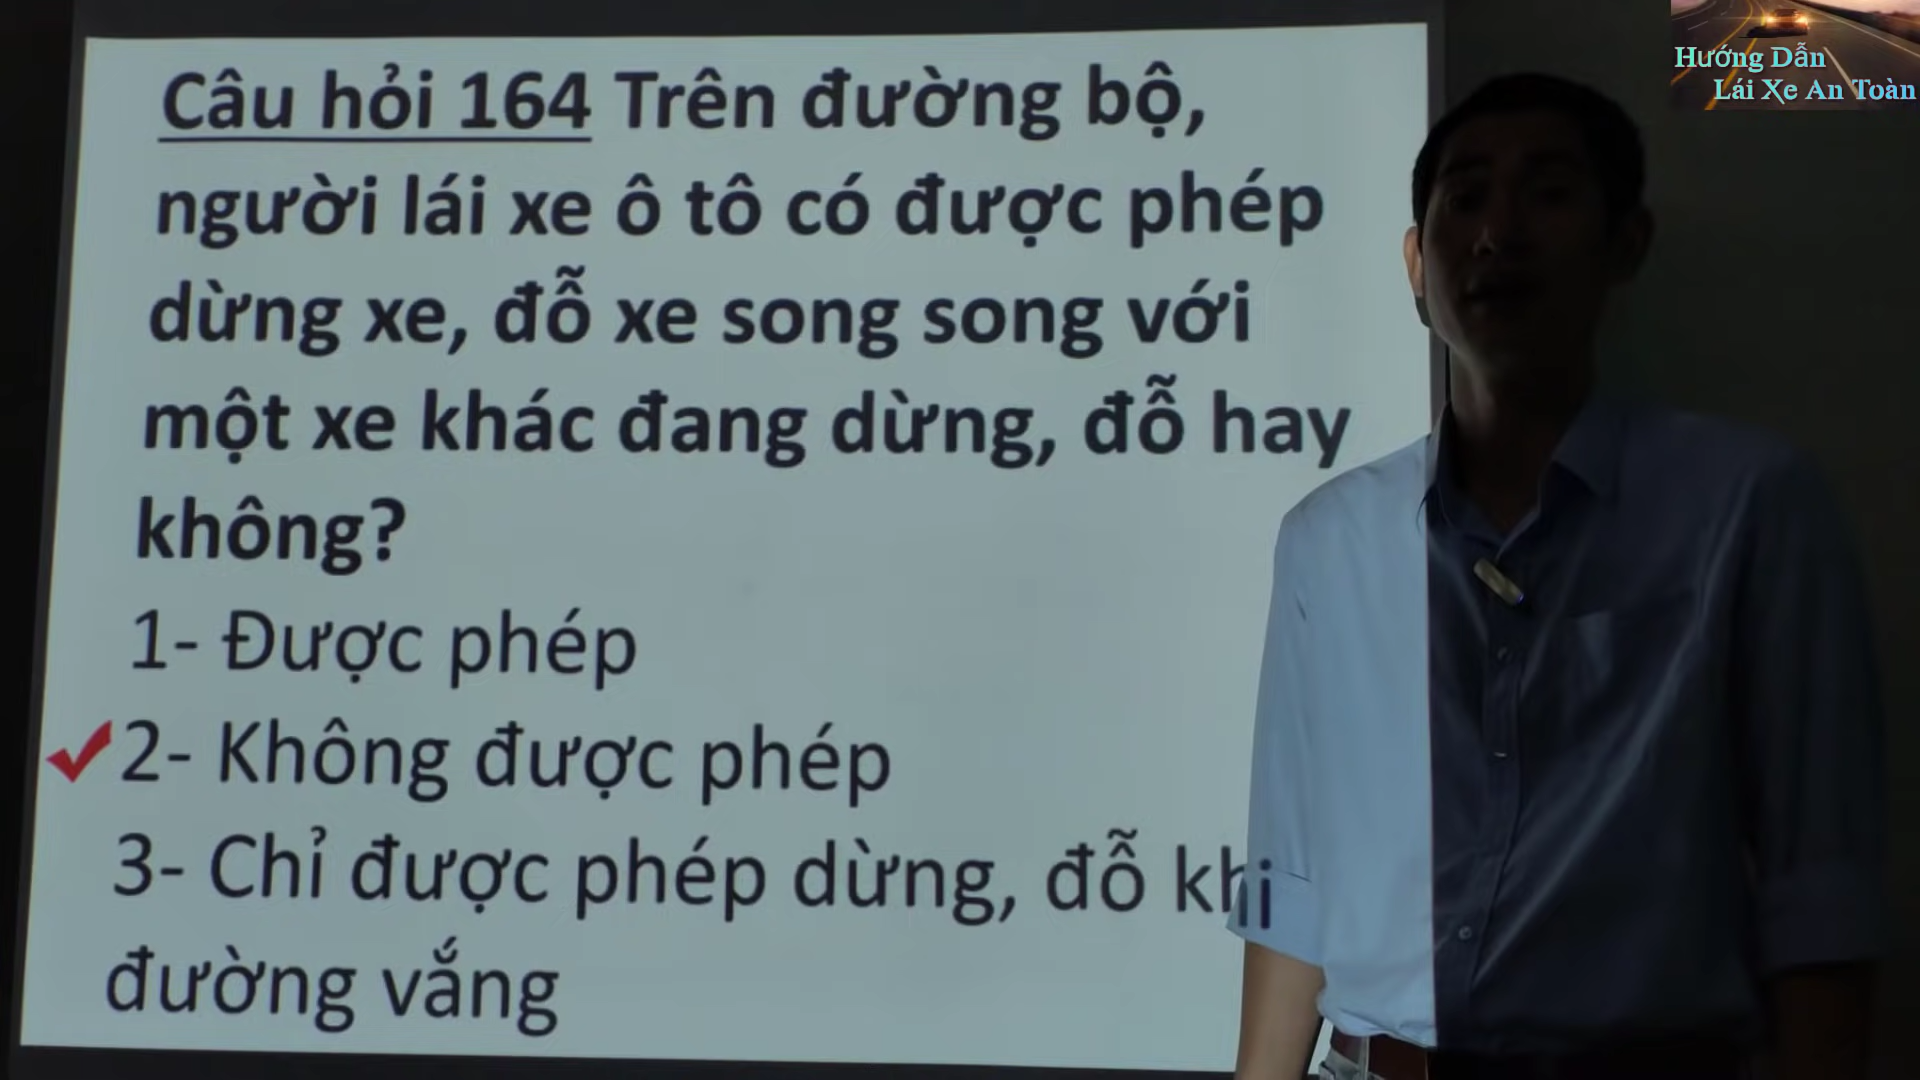 Hướng Dẫn
Lái Xe An Toàn
Câu hỏi 164 Trên đường bộ,
người lái xe ô tô có được phép
dừng xe, đỗ xe song song với
một xe khác đang dừng, đỗ hay
không?
1- Được phép
2- Không được phép
3- Chỉ được phép dừng, đỗ khi
đường vắng